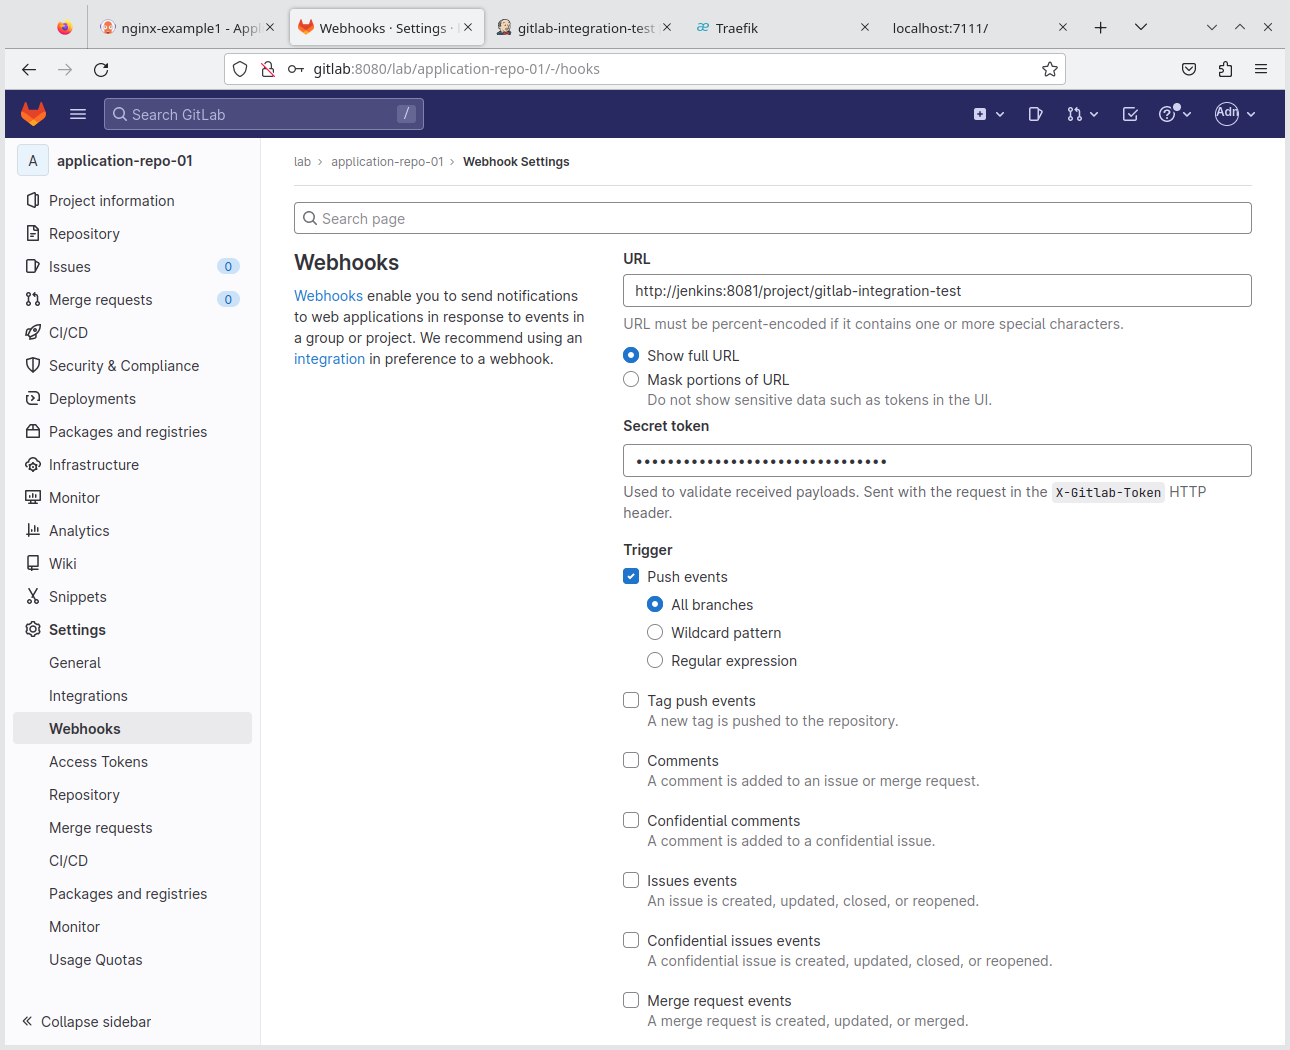 nginx-example1 - Appl
Webhooks · Settings ·
gitlab-integration-test
Traefik
localhost:7111/
gitlab:8080/lab/application-repo-01/-/hooks
Search GitLab
/
Adn
A
application-repo-01
Project information
Repository
Issues
0
Merge requests
0
CI/CD
Security & Compliance
Deployments
Packages and registries
Infrastructure
Monitor
Analytics
Wiki
Snippets
Settings
General
Integrations
Webhooks
Access Tokens
Repository
Merge requests
CI/CD
Packages and registries
Monitor
Usage Quotas
Collapse sidebar
lab › application-repo-01 › Webhook Settings
Search page
Webhooks
Webhooks enable you to send notifications
to web applications in response to events in
a group or project. We recommend using an
integration in preference to a webhook.
URL
http://jenkins:8081/project/gitlab-integration-test
URL must be percent-encoded if it contains one or more special characters.
Show full URL
Mask portions of URL
Do not show sensitive data such as tokens in the UI.
Secret token
••••••••••••••••••••••••••••••••
Used to validate received payloads. Sent with the request in the X-Gitlab-Token HTTP
header.
Trigger
Push events
All branches
Wildcard pattern
Regular expression
Tag push events
A new tag is pushed to the repository.
Comments
A comment is added to an issue or merge request.
Confidential comments
A comment is added to a confidential issue.
Issues events
An issue is created, updated, closed, or reopened.
Confidential issues events
A confidential issue is created, updated, closed, or reopened.
Merge request events
A merge request is created, updated, or merged.